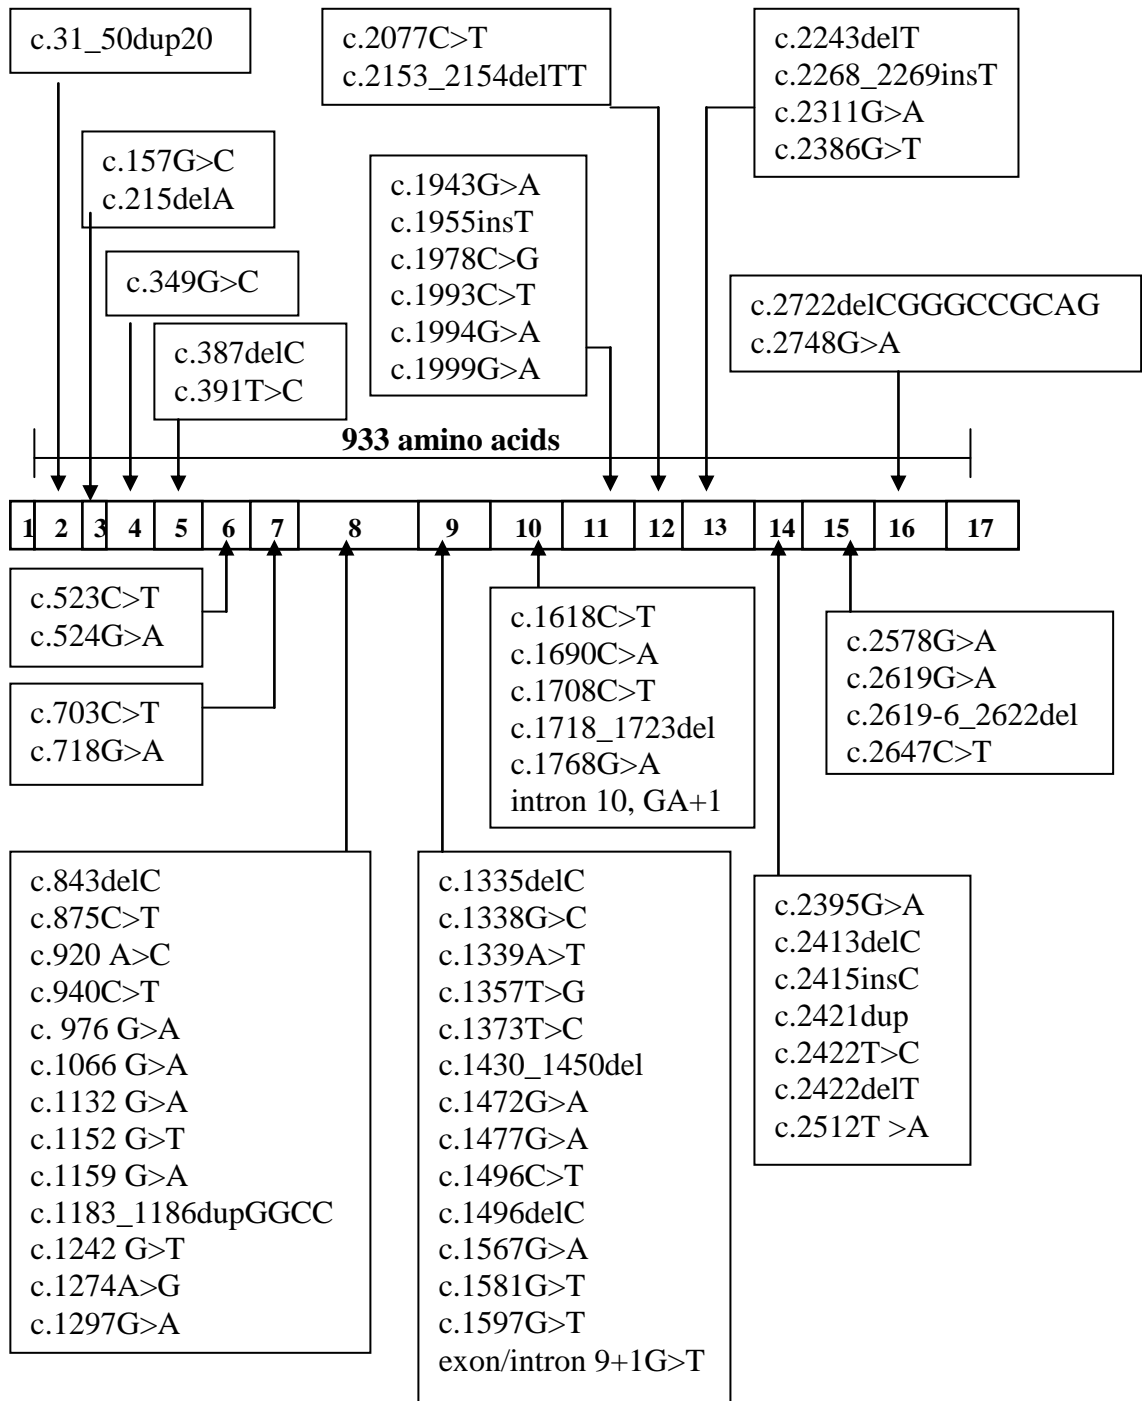 c.31_50dup20
c.2077C>T
c.2153_2154delTT
c.2243delT
c.2268_2269insT
c.2311G>A
c.2386G>T
c.157G>C
c.215delA
c.1943G>A
c.1955insT
c.1978C>G
c.1993C>T
c.1994G>A
c.1999G>A
c.349G>C
c.387delC
c.391T>C
c.2722delCGGGCCGCAG
c.2748G>A
933 amino acids
1 2 3 4 5 6 7 8 9 10 11 12 13 14 15 16 17
c.523C>T
c.524G>A
c.703C>T
c.718G>A
c.1618C>T
c.1690C>A
c.1708C>T
c.1718_1723del
c.1768G>A
intron 10, GA+1
c.2578G>A
c.2619G>A
c.2619-6_2622del
c.2647C>T
c.843delC
c.875C>T
c.920 A>C
c.940C>T
c. 976 G>A
c.1066 G>A
c.1132 G>A
c.1152 G>T
c.1159 G>A
c.1183_1186dupGGCC
c.1242 G>T
c.1274A>G
c.1297G>A
c.1335delC
c.1338G>C
c.1339A>T
c.1357T>G
c.1373T>C
c.1430_1450del
c.1472G>A
c.1477G>A
c.1496C>T
c.1496delC
c.1567G>A
c.1581G>T
c.1597G>T
exon/intron 9+1G>T
c.2395G>A
c.2413delC
c.2415insC
c.2421dup
c.2422T>C
c.2422delT
c.2512T >A